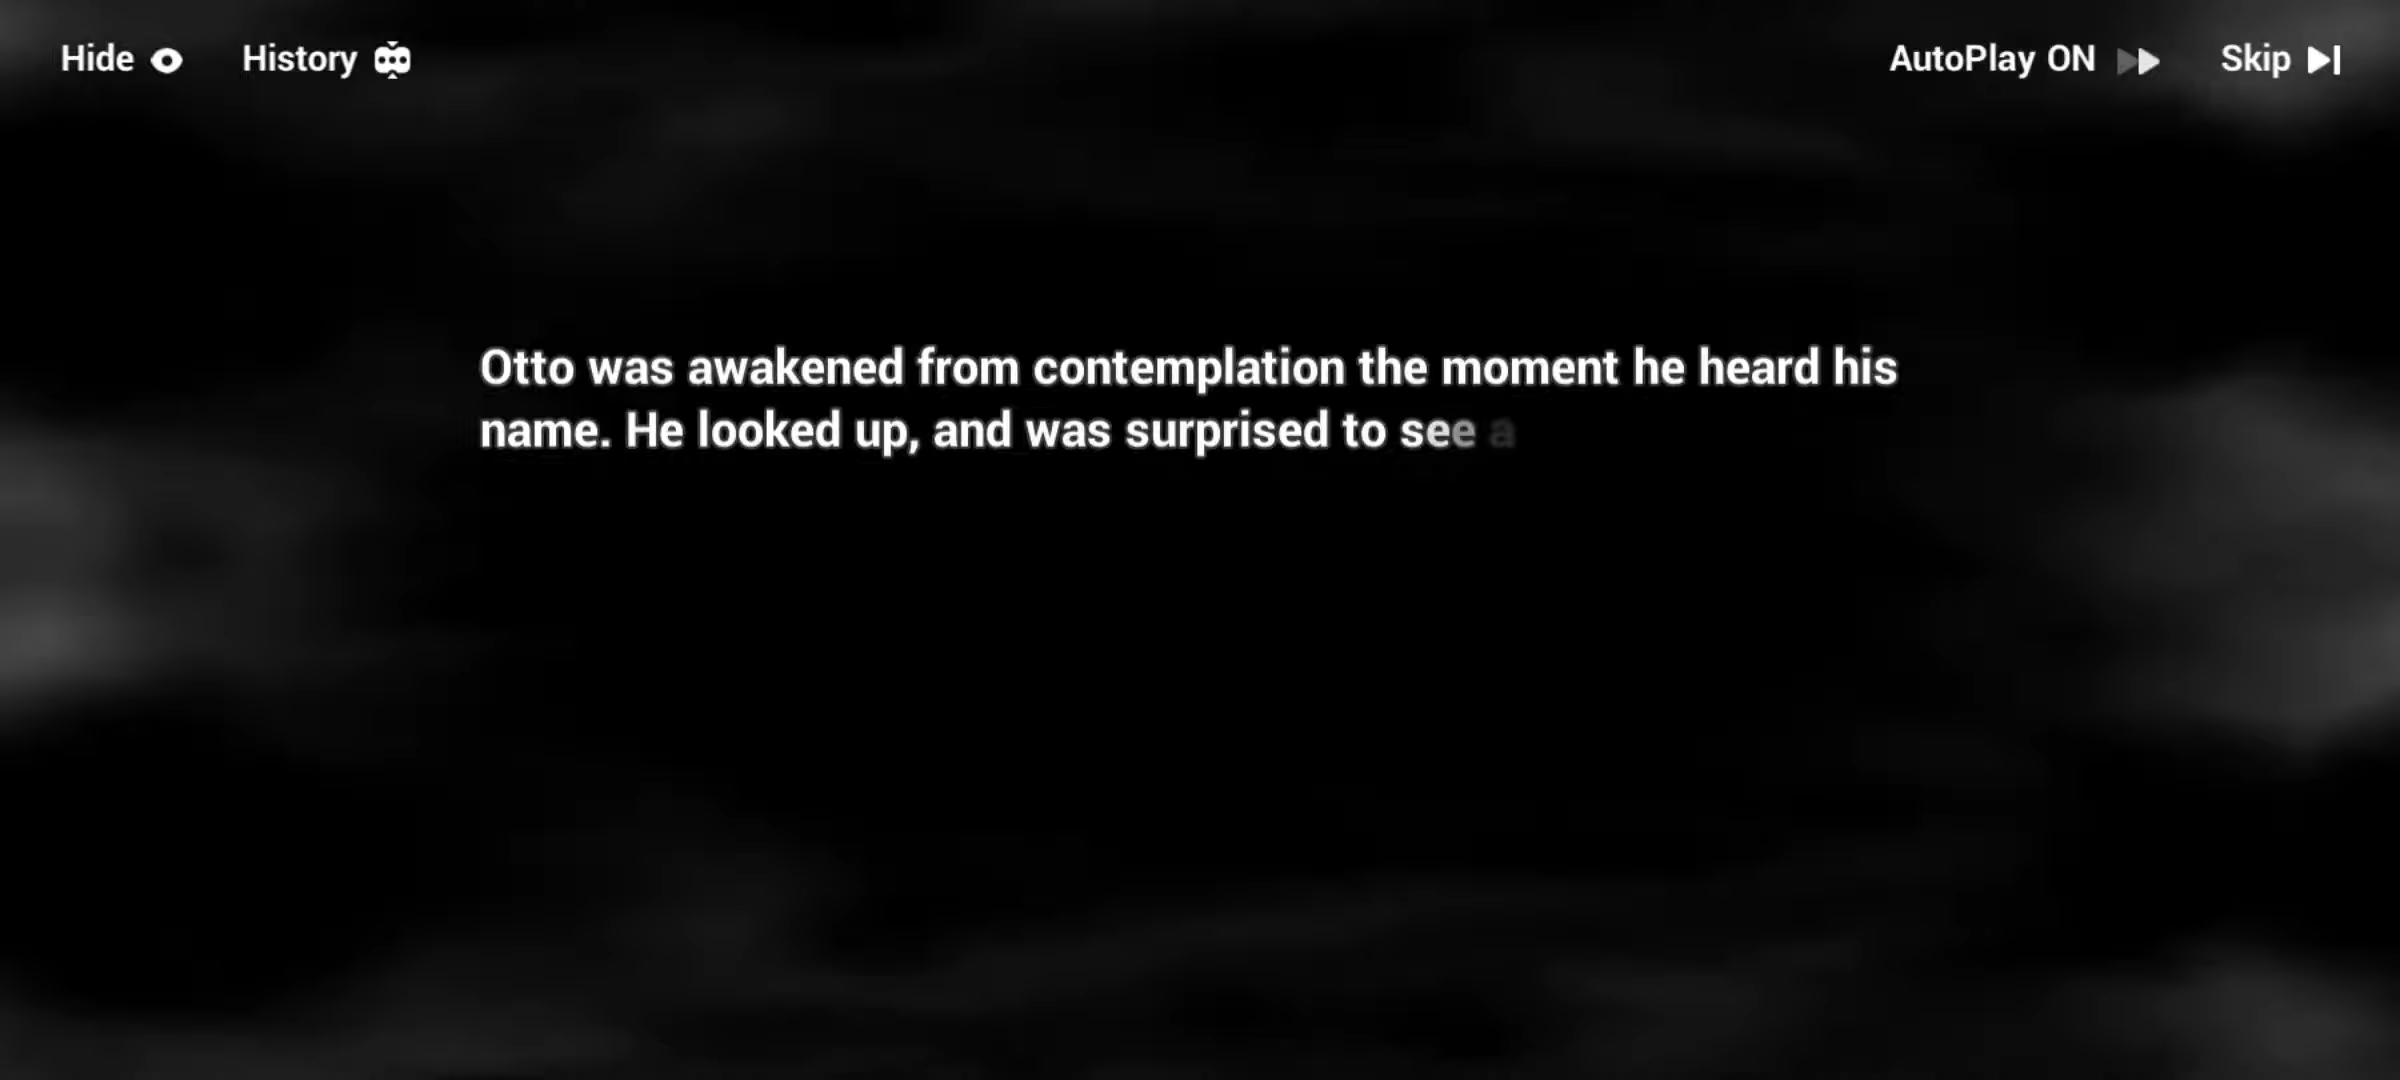 Hide
History
AutoPlay ON
Skip
Otto was awakened from contemplation the moment he heard his
name. He looked up, and was surprised to see a